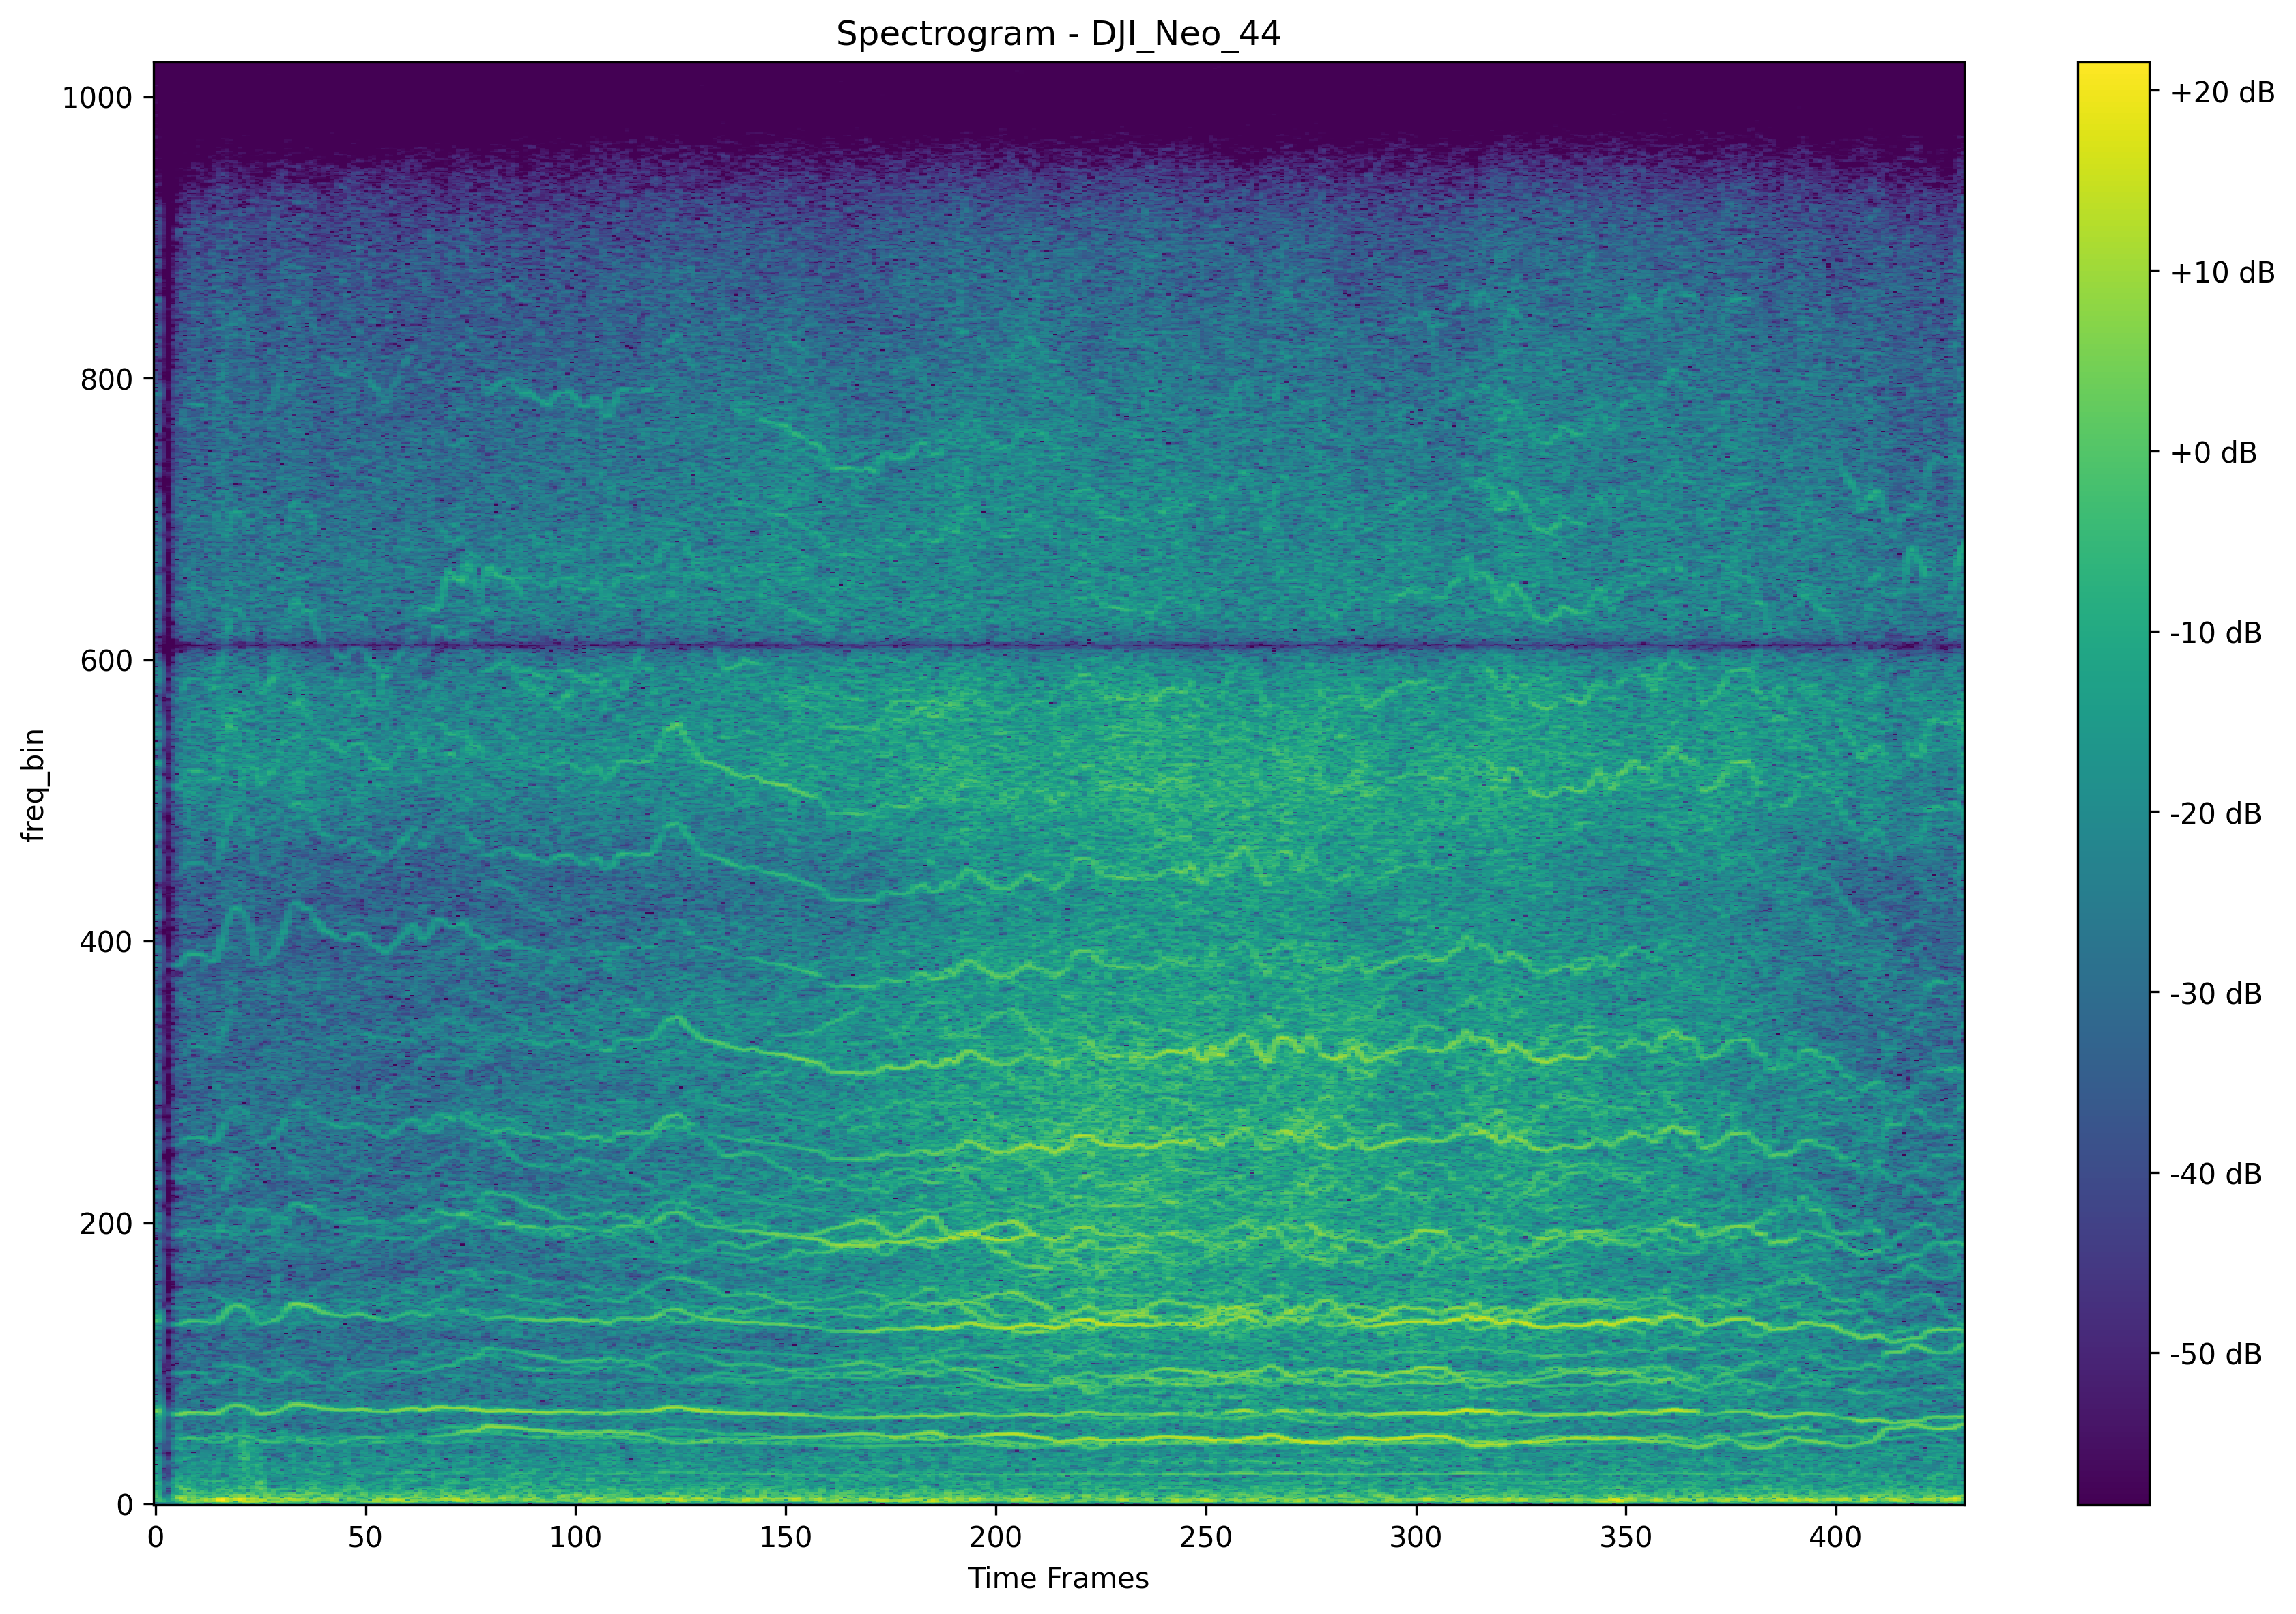 Spectrogram - DJI_Neo_44
1000
800
600
400
200
0
freq_bin
0 50 100 150 200 250 300 350 400
Time Frames
+20 dB
+10 dB
+0 dB
-10 dB
-20 dB
-30 dB
-40 dB
-50 dB